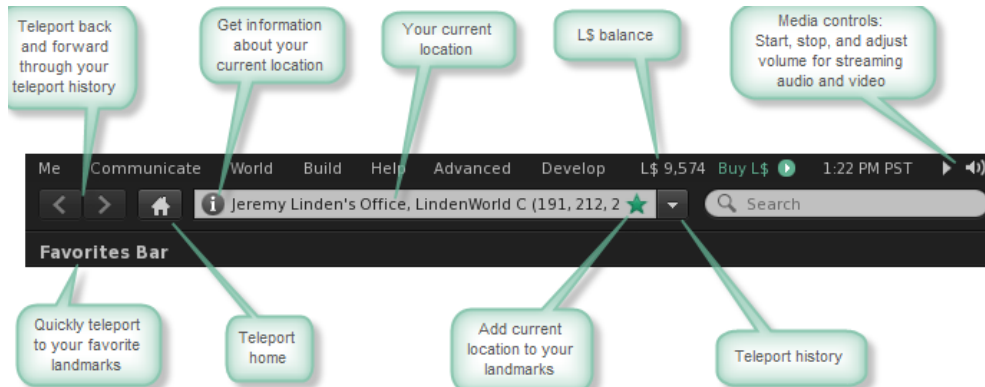 Teleport back
and forward
through your
teleport history
Get information
about your
current location
Your current
location
L$ balance
Media controls:
Start, stop, and adjust
volume for streaming
audio and video
Me Communicate World Build Help Advanced Develop L$ 9,574 Buy L$ 1:22 PM PST
Jeremy Linden's Office, LindenWorld C (191, 212, 2
Search
Favorites Bar
Quickly teleport
to your favorite
landmarks
Teleport
home
Add current
location to your
landmarks
Teleport history